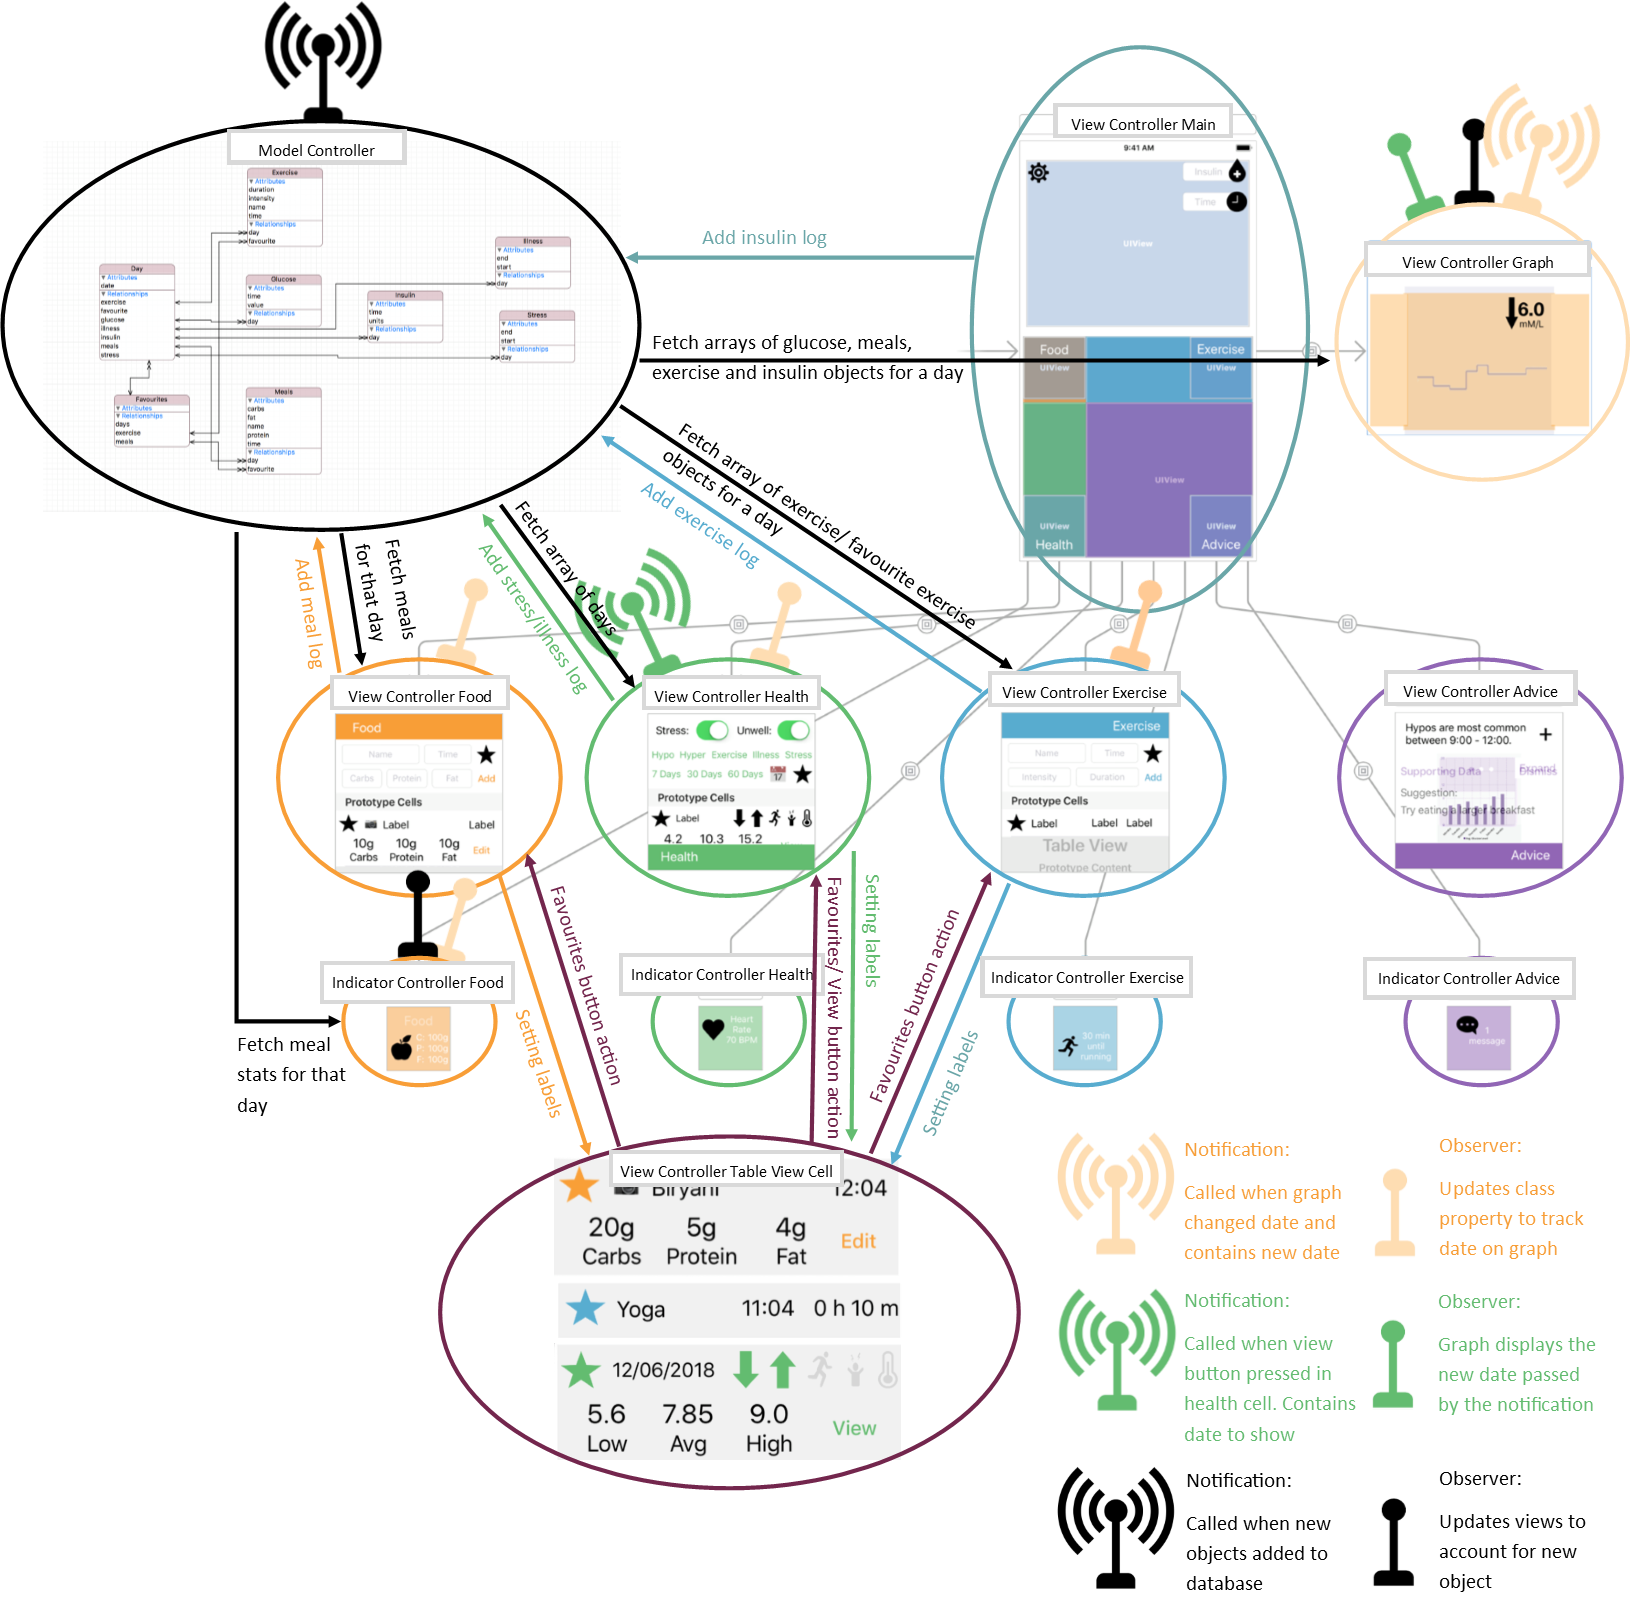 Model Controller
Exercise
▼ Attributes
duration
intensity
name
time
▼ Relationships
day
favourite
Day
▼ Attributes
date
▼ Relationships
exercise
favourite
glucose
illness
insulin
meals
stress
Glucose
▼ Attributes
time
value
▼ Relationships
day
Insulin
▼ Attributes
time
units
▼ Relationships
day
Illness
▼ Attributes
end
start
▼ Relationships
day
Stress
▼ Attributes
end
start
▼ Relationships
day
Favourites
▼ Attributes
▼ Relationships
days
exercise
meals
Meals
▼ Attributes
carbs
fat
name
protein
time
▼ Relationships
day
favourite
View Controller Main
9:41 AM
Insulin
Time
UIView
Food
UIView
Exercise
UIView
UIView
UIView
Health
UIView
Advice
View Controller Graph
6.0
mM/L
Add insulin log
Fetch arrays of glucose, meals,
exercise and insulin objects for a day
Fetch array of exercise/ favourite exercise
objects for a day
Add exercise log
Fetch array of days
Add stress/illness log
Fetch meals
for that day
Add meal log
View Controller Food
Food
Name
Time
Carbs
Protein
Fat
Add
Prototype Cells
Label
Label
10g
10g
10g
Carbs
Protein
Fat
Edit
View Controller Health
Stress:
Unwell:
Hypo Hyper Exercise Illness Stress
7 Days 30 Days 60 Days
17
Prototype Cells
Label
4.2 10.3 15.2
Health
View Controller Exercise
Exercise
Name
Time
Intensity
Duration
Add
Prototype Cells
Label
Label Label
Table View
Prototype Content
View Controller Advice
Hypos are most common
between 9:00 - 12:00.
Supporting Data
Expand
Dismiss
Suggestion:
Try eating a larger breakfast
Advice
Indicator Controller Food
Food
C: 100g
P: 100g
F: 100g
Indicator Controller Health
Heart
Rate
70 BPM
Indicator Controller Exercise
30 min
until
running
Indicator Controller Advice
1
message
Fetch meal
stats for that
day
Setting labels
Favourites button action
Favourites/ View button action
Setting labels
Favourites button action
Setting labels
View Controller Table View Cell
Biryani
12:04
20g
5g
4g
Carbs
Protein
Fat
Edit
Yoga
11:04
0 h 10 m
12/06/2018
5.6
7.85
9.0
Low
Avg
High
View
Notification:
Called when graph
changed date and
contains new date
Observer:
Updates class
property to track
date on graph
Notification:
Called when view
button pressed in
health cell. Contains
date to show
Observer:
Graph displays the
new date passed
by the notification
Notification:
Called when new
objects added to
database
Observer:
Updates views to
account for new
object